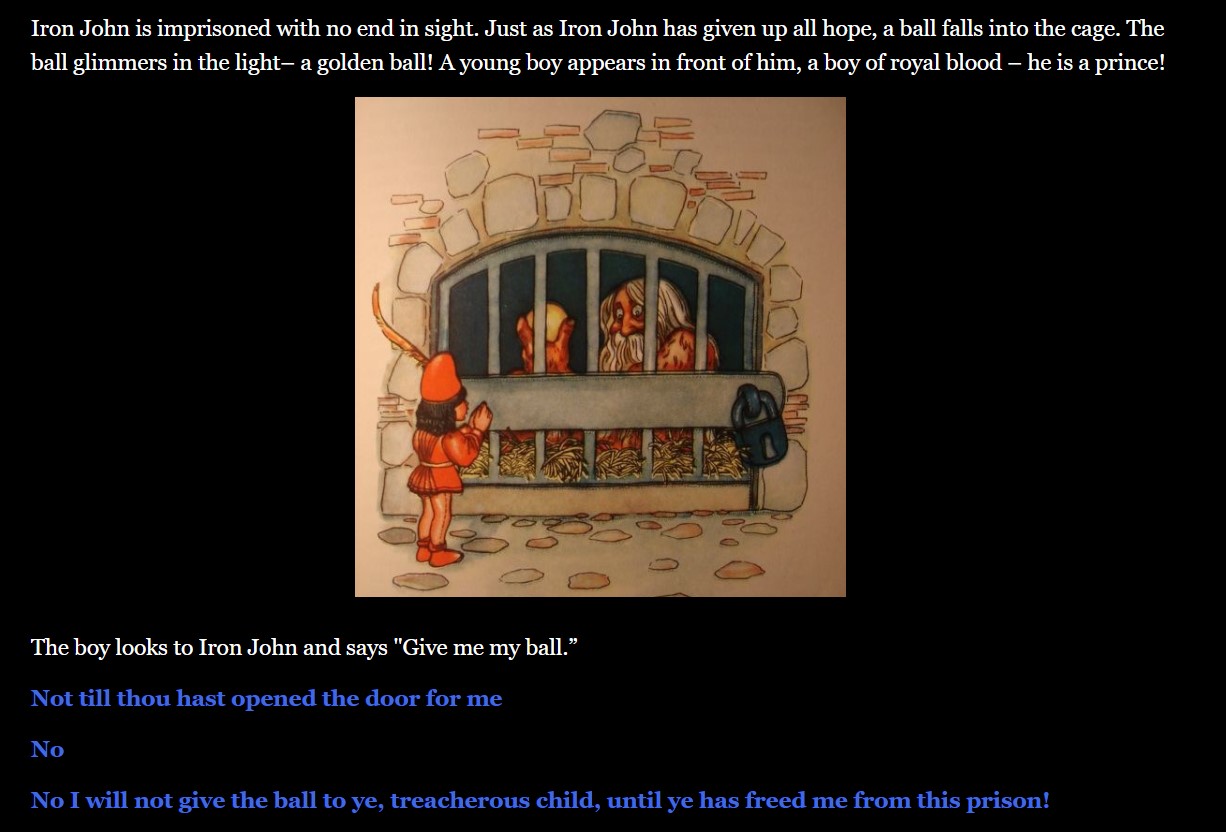 Iron John is imprisoned with no end in sight. Just as Iron John has given up all hope, a ball falls into the cage. The
ball glimmers in the light– a golden ball! A young boy appears in front of him, a boy of royal blood – he is a prince!
The boy looks to Iron John and says "Give me my ball.”
Not till thou hast opened the door for me
No
No I will not give the ball to ye, treacherous child, until ye has freed me from this prison!